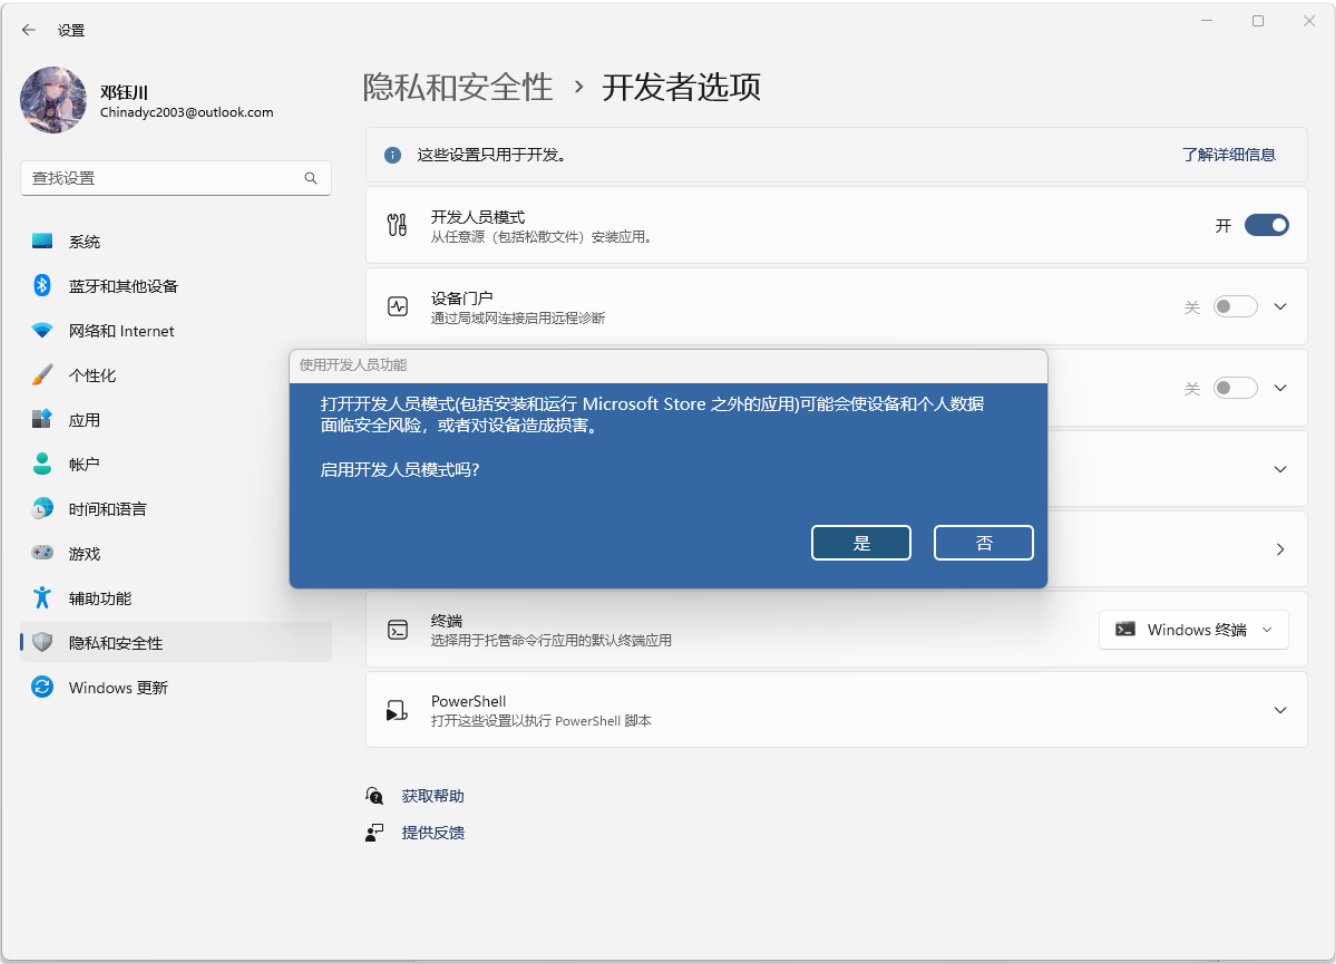 设置
邓钰川
Chinadyc2003@outlook.com
查找设置
系统
蓝牙和其他设备
网络和 Internet
个性化
应用
帐户
时间和语言
游戏
辅助功能
隐私和安全性
Windows 更新
隐私和安全性 › 开发者选项
这些设置只用于开发。
了解详细信息
开发人员模式
从任意源（包括松散文件）安装应用。
开
设备门户
通过局域网连接启用远程诊断
关
关
使用开发人员功能
打开开发人员模式(包括安装和运行 Microsoft Store 之外的应用)可能会使设备和个人数据
面临安全风险，或者对设备造成损害。
启用开发人员模式吗?
是
否
终端
选择用于托管命令行应用的默认终端应用
Windows 终端
PowerShell
打开这些设置以执行 PowerShell 脚本
获取帮助
提供反馈